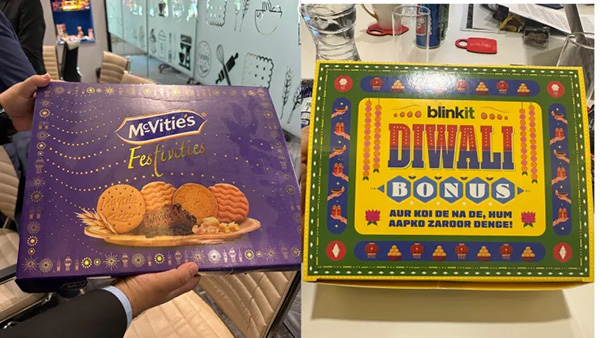 McVITIE'S
Festivities
blinkit
DIWALI
BONUS
AUR KOI DE NA DE, HUM
AAPKO ZAROOR DENGE!